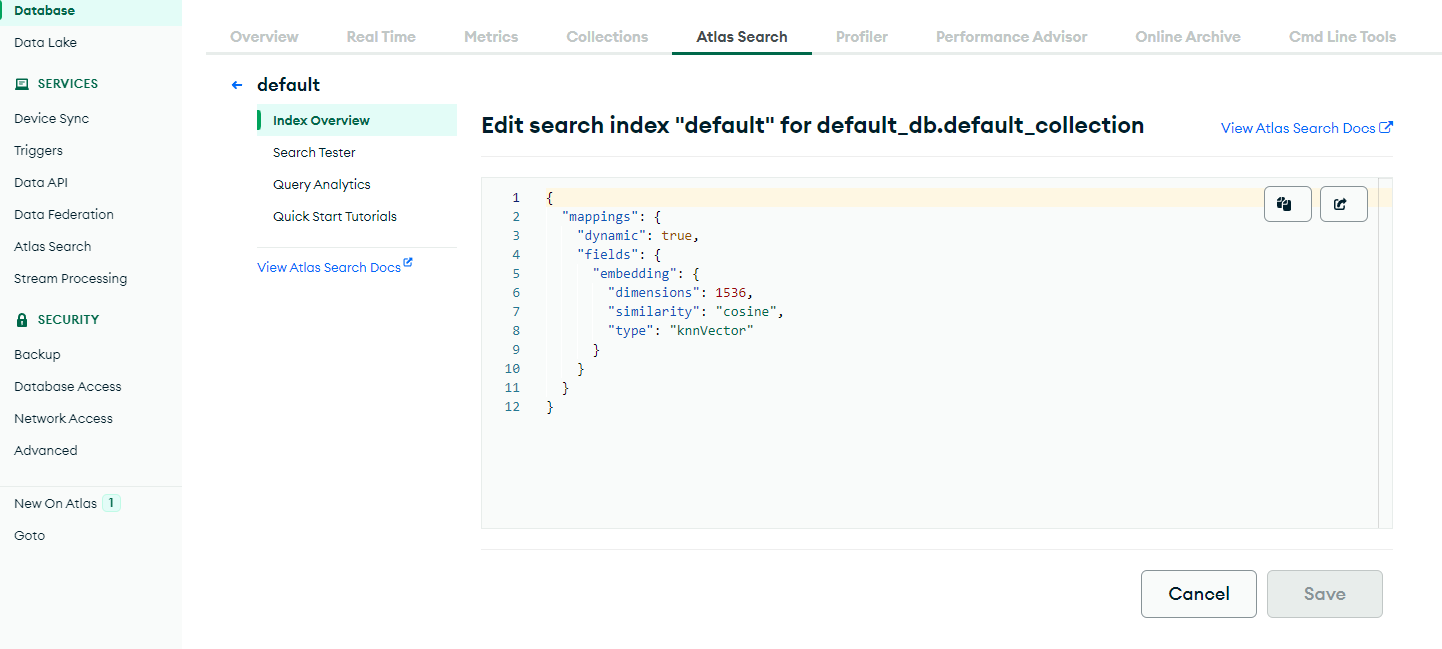 Database
Data Lake
SERVICES
Device Sync
Triggers
Data API
Data Federation
Atlas Search
Stream Processing
SECURITY
Backup
Database Access
Network Access
Advanced
New On Atlas 1
Goto
Overview Real Time Metrics Collections Atlas Search Profiler Performance Advisor Online Archive Cmd Line Tools
default
Index Overview
Search Tester
Query Analytics
Quick Start Tutorials
View Atlas Search Docs
Edit search index "default" for default_db.default_collection
View Atlas Search Docs
1 {
2   "mappings": {
3     "dynamic": true,
4     "fields": {
5       "embedding": {
6         "dimensions": 1536,
7         "similarity": "cosine",
8         "type": "knnVector"
9       }
10     }
11   }
12 }
Cancel Save